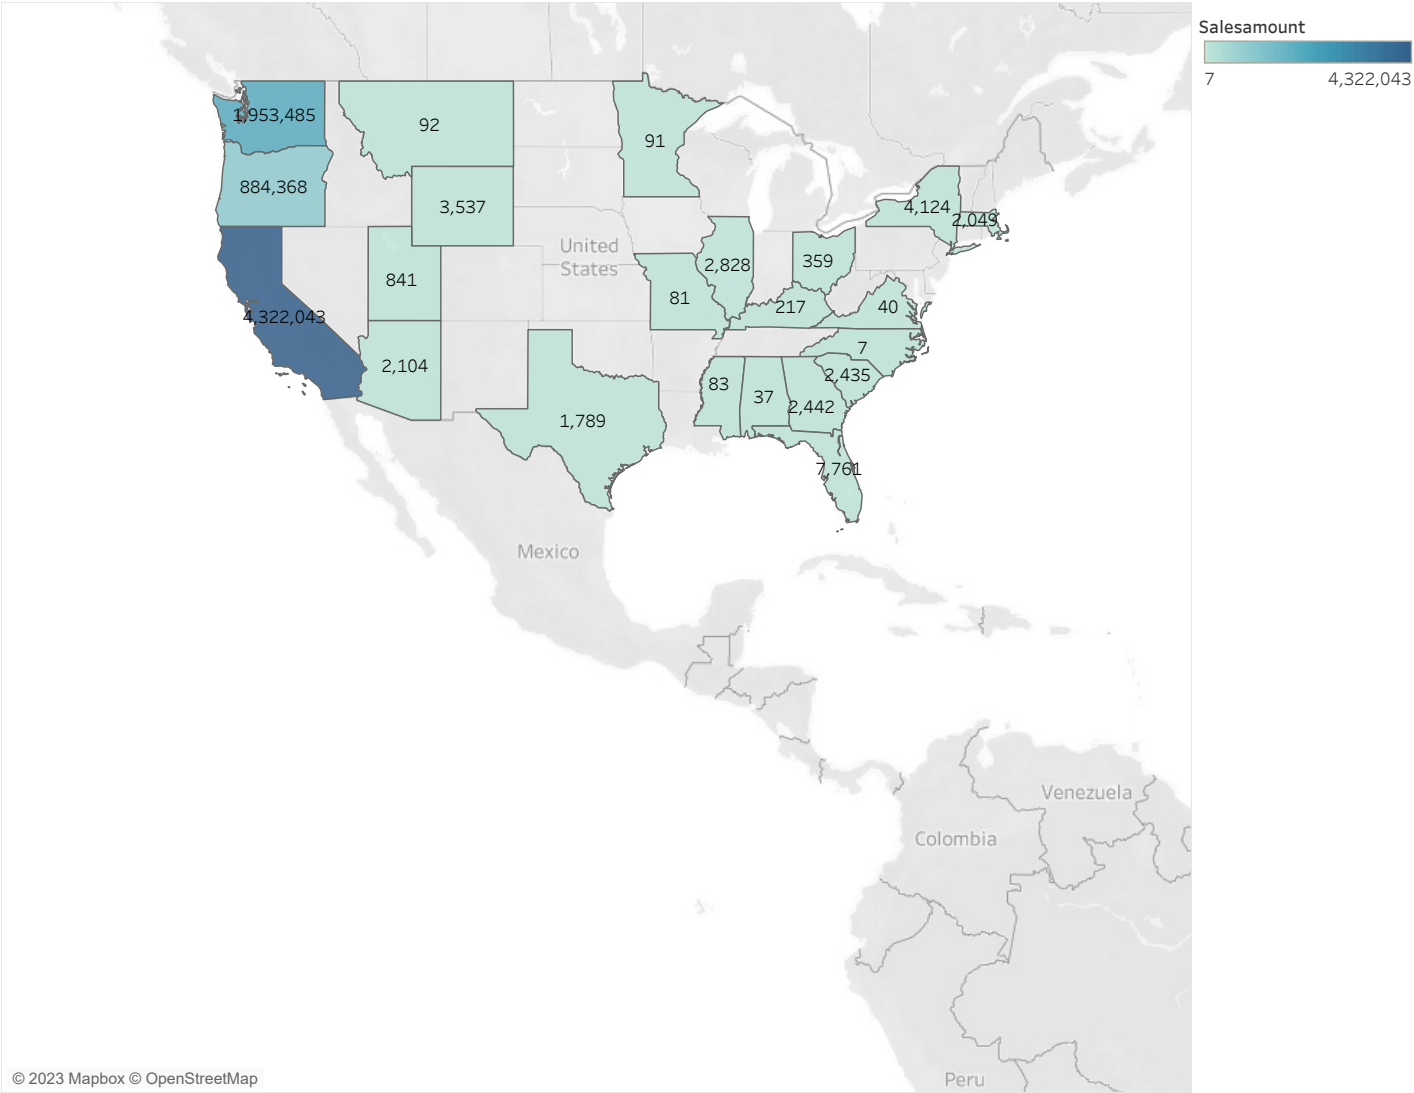 Salesamount
7 4,322,043
1,953,485
92
91
884,368
3,537
4,124
2,049
United
States
841
2,828
359
81
217
40
4,322,043
7
2,104
2,435
83
37
2,442
1,789
7,761
Mexico
Venezuela
Colombia
Peru
© 2023 Mapbox © OpenStreetMap